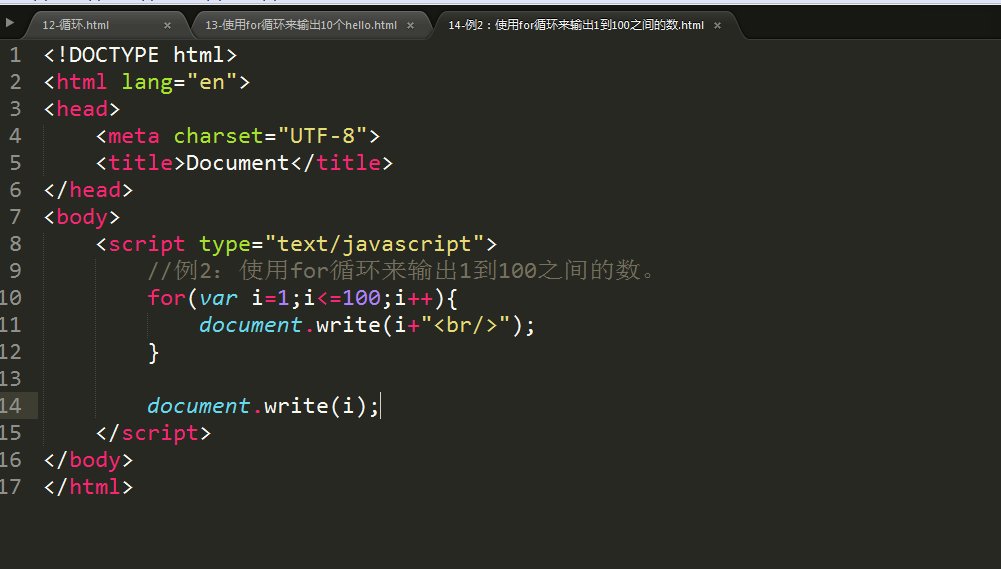 12-循环.html
13-使用for循环来输出10个hello.html
14-例2：使用for循环来输出1到100之间的数.html
1 <!DOCTYPE html>
2 <html lang="en">
3 <head>
4     <meta charset="UTF-8">
5     <title>Document</title>
6 </head>
7 <body>
8     <script type="text/javascript">
9         //例2：使用for循环来输出1到100之间的数。
10         for(var i=1;i<=100;i++){
11             document.write(i+"<br/>");
12         }
13
14         document.write(i);
15     </script>
16 </body>
17 </html>